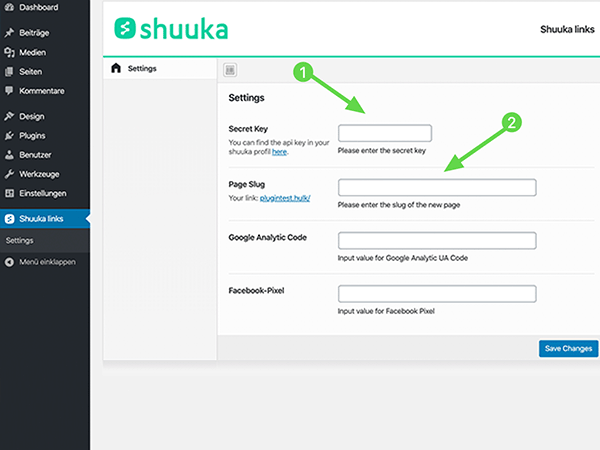 Dashboard
Beiträge
Medien
Seiten
Kommentare
Design
Plugins
Benutzer
Werkzeuge
Einstellungen
Shuuka links
Settings
Menü einklappen
shuuka
Shuuka links
Settings
Settings
1
Secret Key
You can find the api key in your
shuuka profil here.
Please enter the secret key
2
Page Slug
Your link: plugintest.hulk/
Please enter the slug of the new page
Google Analytic Code
Input value for Google Analytic UA Code
Facebook-Pixel
Input value for Facebook Pixel
Save Changes